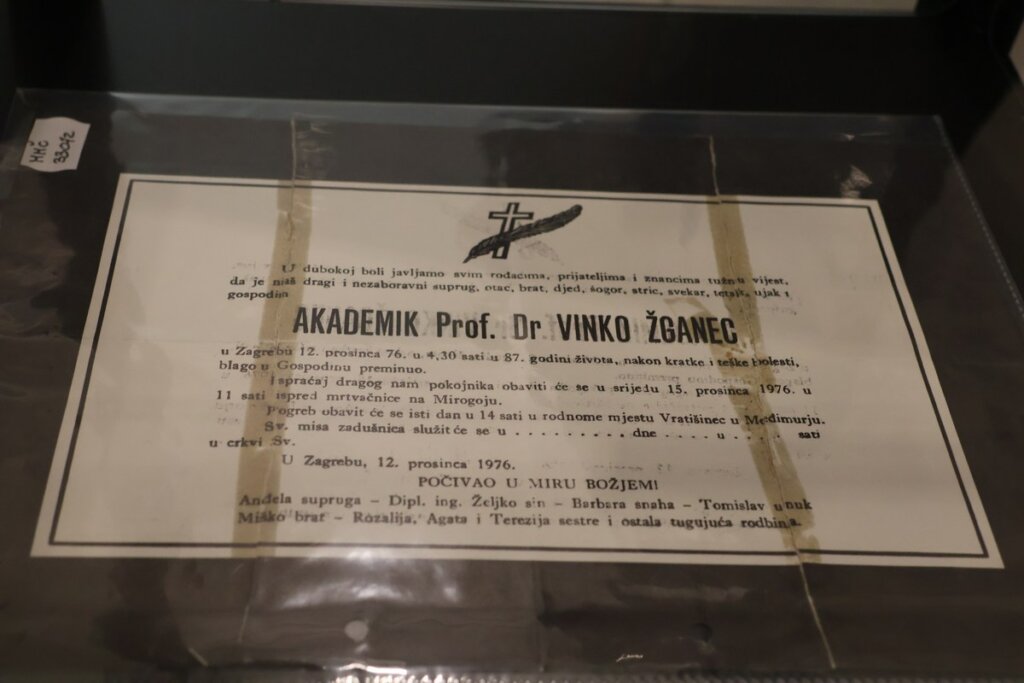 MMČ
33012
U dubokoj boli javljamo svim rođacima, prijateljima i znancima tužnu vijest,
da je naš dragi i nezaboravni suprug, otac, brat, djed, šogor, stric, svekar, tetak, ujak i
gospodin
AKADEMIK Prof. Dr VINKO ŽGANEC
u Zagrebu 12. prosinca 76. u 4,30 sati u 87. godini života, nakon kratke i teške bolesti,
blago u Gospodinu preminuo.
Ispraćaj dragog nam pokojnika obaviti će se u srijedu 15. prosinca 1976. u
11 sati ispred mrtvačnice na Mirogoju.
Pogreb obavit će se isti dan u 14 sati u rodnome mjestu Vratišinec u Međimurju.
Sv. misa zadušnica služit će se u . . . . . . . . . . . dne . . . . u . . . . . sati
u crkvi Sv.
U Zagrebu, 12. prosinca 1976.
POČIVAO U MIRU BOŽJEM!
Anđela supruga – Dipl. ing. Željko sin – Barbara snaha – Tomislav unuk
Miško brat – Rozalija, Agata i Terezija sestre i ostala tugujuća rodbina.